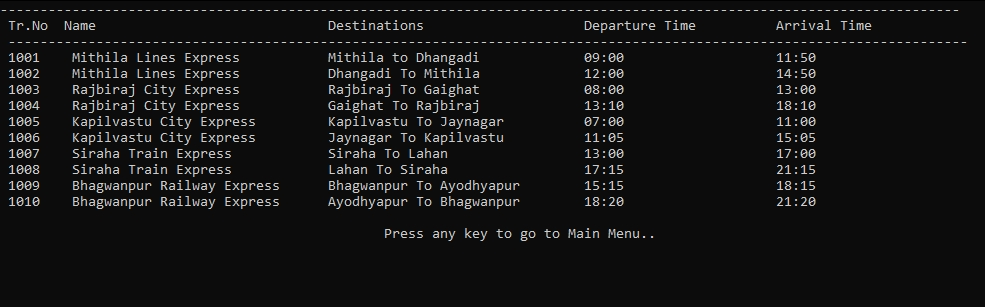 -----------------------------------------------------------------------------------------------------------------------
Tr.No  Name                             Destinations                    Departure Time          Arrival Time
------------------------------------------------------------------------------------------------------------------------
1001    Mithila Lines Express           Mithila to Dhangadi             09:00                   11:50
1002    Mithila Lines Express           Dhangadi To Mithila             12:00                   14:50
1003    Rajbiraj City Express           Rajbiraj To Gaighat             08:00                   13:00
1004    Rajbiraj City Express           Gaighat To Rajbiraj             13:10                   18:10
1005    Kapilvastu City Express         Kapilvastu To Jaynagar          07:00                   11:00
1006    Kapilvastu City Express         Jaynagar To Kapilvastu          11:05                   15:05
1007    Siraha Train Express            Siraha To Lahan                 13:00                   17:00
1008    Siraha Train Express            Lahan To Siraha                 17:15                   21:15
1009    Bhagwanpur Railway Express      Bhagwanpur To Ayodhyapur        15:15                   18:15
1010    Bhagwanpur Railway Express      Ayodhyapur To Bhagwanpur        18:20                   21:20
Press any key to go to Main Menu..